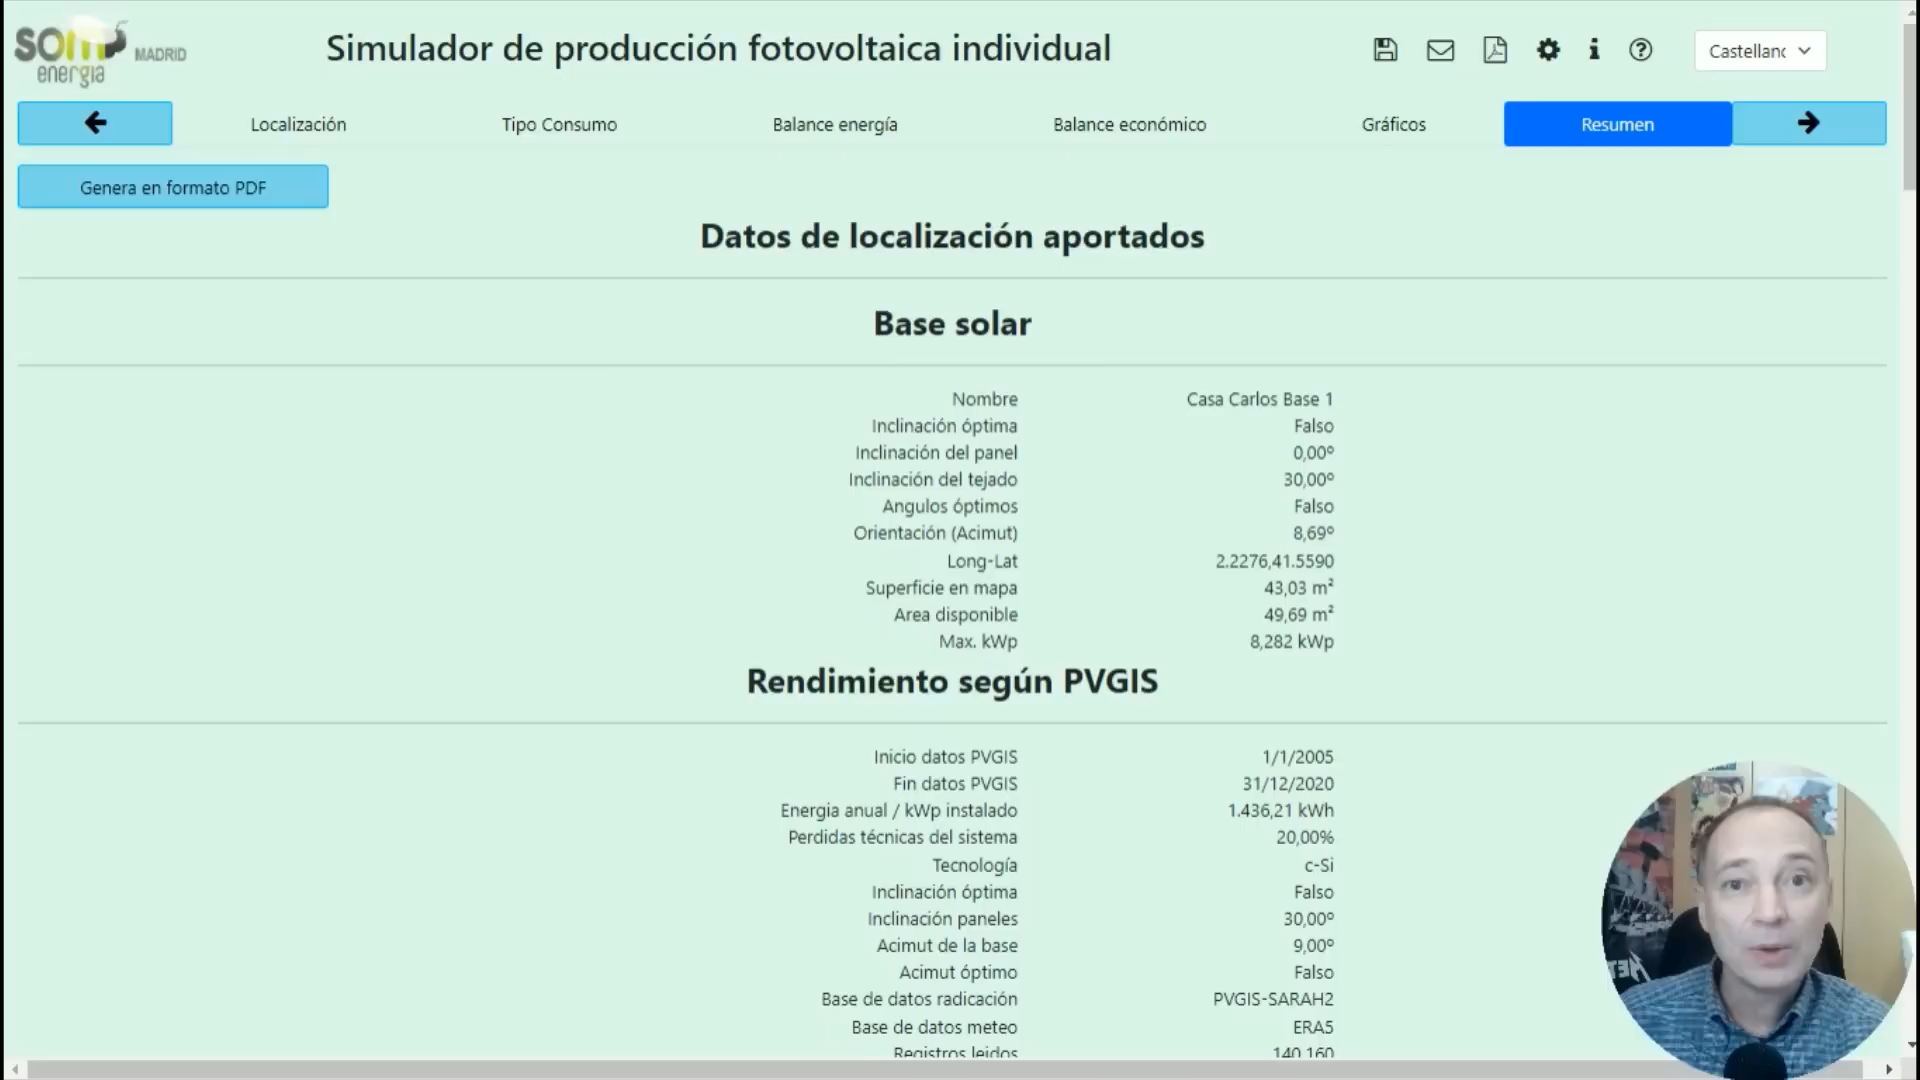 som energia MADRID
Simulador de producción fotovoltaica individual
Castellano
Localización
Tipo Consumo
Balance energía
Balance económico
Gráficos
Resumen
Genera en formato PDF
Datos de localización aportados
Base solar
Nombre Casa Carlos Base 1
Inclinación óptima Falso
Inclinación del panel 0,00º
Inclinación del tejado 30,00º
Angulos óptimos Falso
Orientación (Acimut) 8,69º
Long-Lat 2.2276,41.5590
Superficie en mapa 43,03 m²
Area disponible 49,69 m²
Max. kWp 8,282 kWp
Rendimiento según PVGIS
Inicio datos PVGIS 1/1/2005
Fin datos PVGIS 31/12/2020
Energia anual / kWp instalado 1.436,21 kWh
Perdidas técnicas del sistema 20,00%
Tecnología c-Si
Inclinación óptima Falso
Inclinación paneles 30,00º
Acimut de la base 9,00º
Acimut óptimo Falso
Base de datos radicación PVGIS-SARAH2
Base de datos meteo ERA5
Registros leidos 140.160